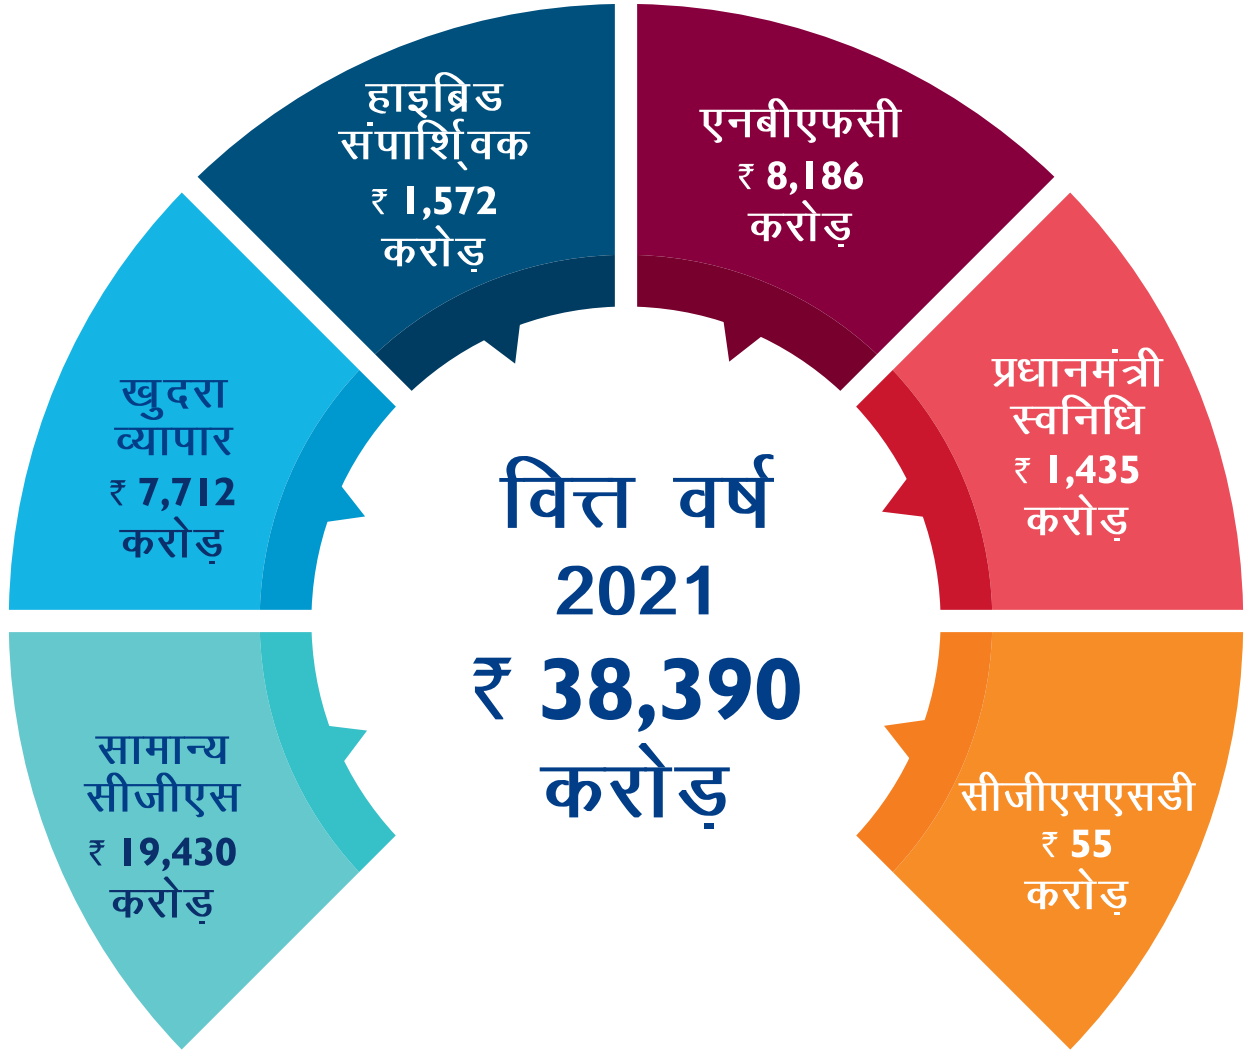 हाइब्रिड
संपार्श्विक
₹ 1,572
करोड़
एनबीएफसी
₹ 8,186
करोड़
खुदरा
व्यापार
₹ 7,712
करोड़
प्रधानमंत्री
स्वनिधि
₹ 1,435
करोड़
वित्त वर्ष
2021
₹ 38,390
करोड़
सामान्य
सीजीएस
₹ 19,430
करोड़
सीजीएसएसडी
₹ 55
करोड़